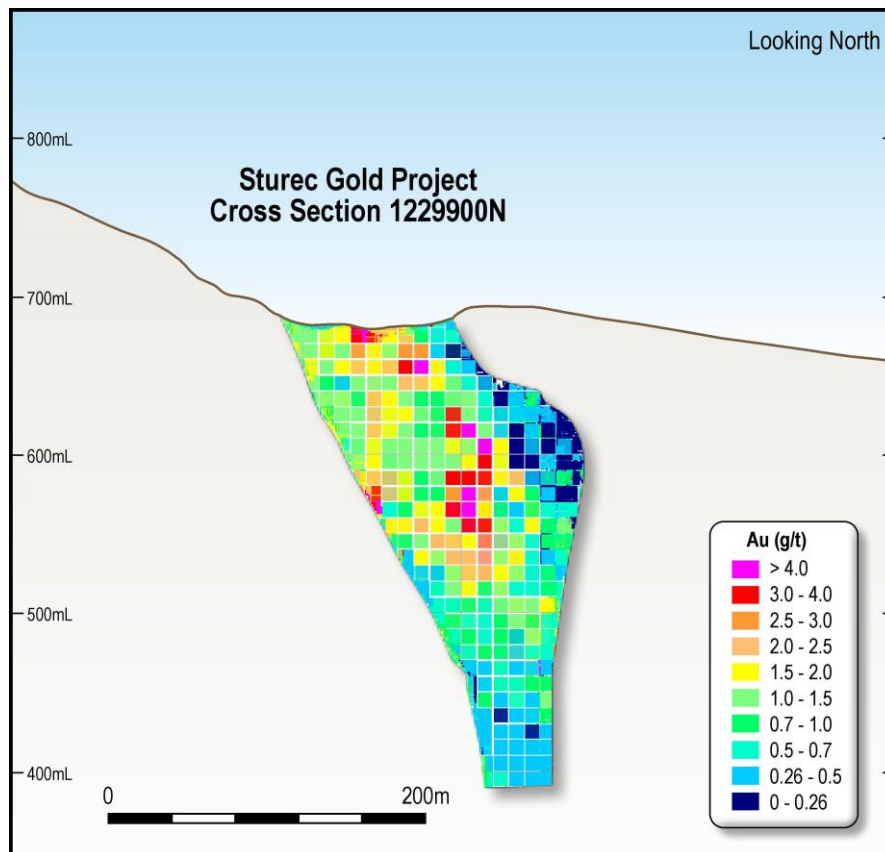 Looking North
800mL
Sturec Gold Project
Cross Section 1229900N
700mL
600mL
500mL
400mL
0 200m
Au (g/t)
> 4.0
3.0 - 4.0
2.5 - 3.0
2.0 - 2.5
1.5 - 2.0
1.0 - 1.5
0.7 - 1.0
0.5 - 0.7
0.26 - 0.5
0 - 0.26